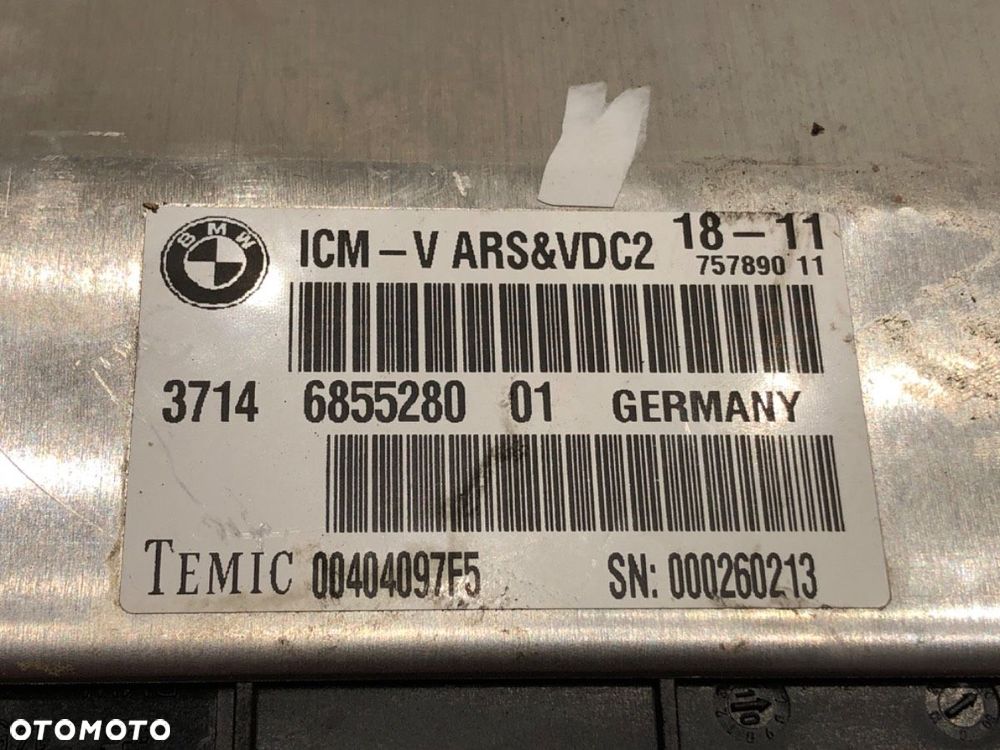 BMW
ICM – V ARS&VDC2 18 – 11
757890 11
3714 6855280 01 GERMANY
TEMIC 00404097F5 SN: 000260213
OTOMOTO